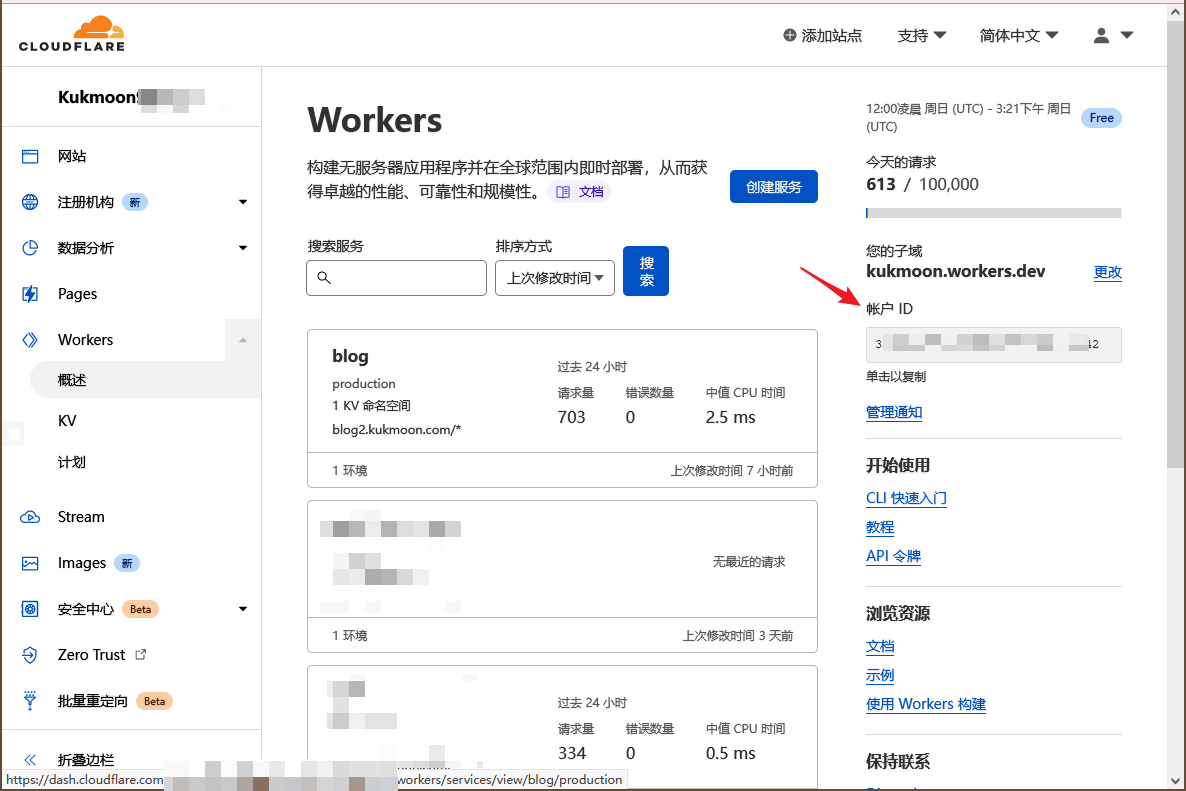 CLOUDFLARE
添加站点
支持
简体中文
Kukmoon
网站
注册机构 新
数据分析
Pages
Workers
概述
KV
计划
Stream
Images 新
安全中心 Beta
Zero Trust
批量重定向 Beta
折叠边栏
Workers
构建无服务器应用程序并在全球范围内即时部署，从而获
得卓越的性能、可靠性和规模性。 文档
创建服务
搜索服务
排序方式
上次修改时间
搜
索
blog
production
1 KV 命名空间
blog2.kukmoon.com/*
过去 24 小时
请求量 错误数量 中值 CPU 时间
703 0 2.5 ms
1 环境 上次修改时间 7 小时前
无最近的请求
1 环境 上次修改时间 3 天前
过去 24 小时
请求量 错误数量 中值 CPU 时间
334 0 0.5 ms
12:00凌晨 周日 (UTC) - 3:21下午 周日
(UTC)
Free
今天的请求
613 / 100,000
您的子域
kukmoon.workers.dev 更改
帐户 ID
3
42
单击以复制
管理通知
开始使用
CLI 快速入门
教程
API 令牌
浏览资源
文档
示例
使用 Workers 构建
保持联系
https://dash.cloudflare.com
workers/services/view/blog/production